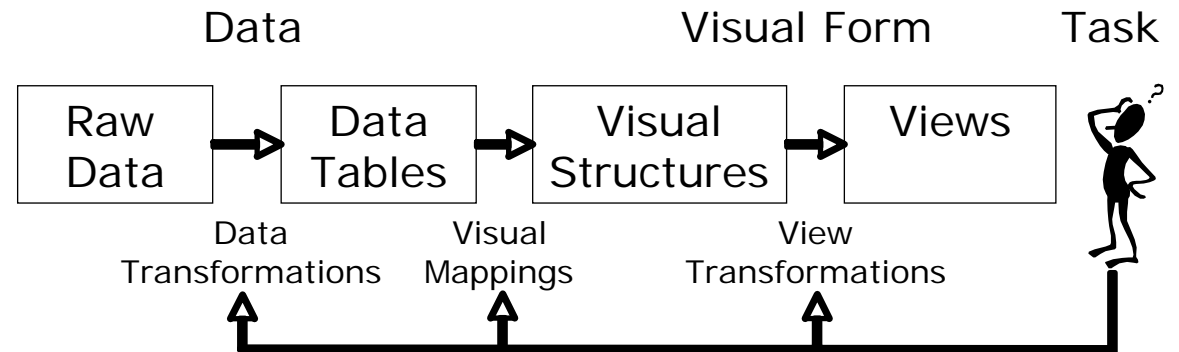 Data
Visual Form
Task
Raw
Data
Data
Tables
Visual
Structures
Views
?
Data
Transformations
Visual
Mappings
View
Transformations